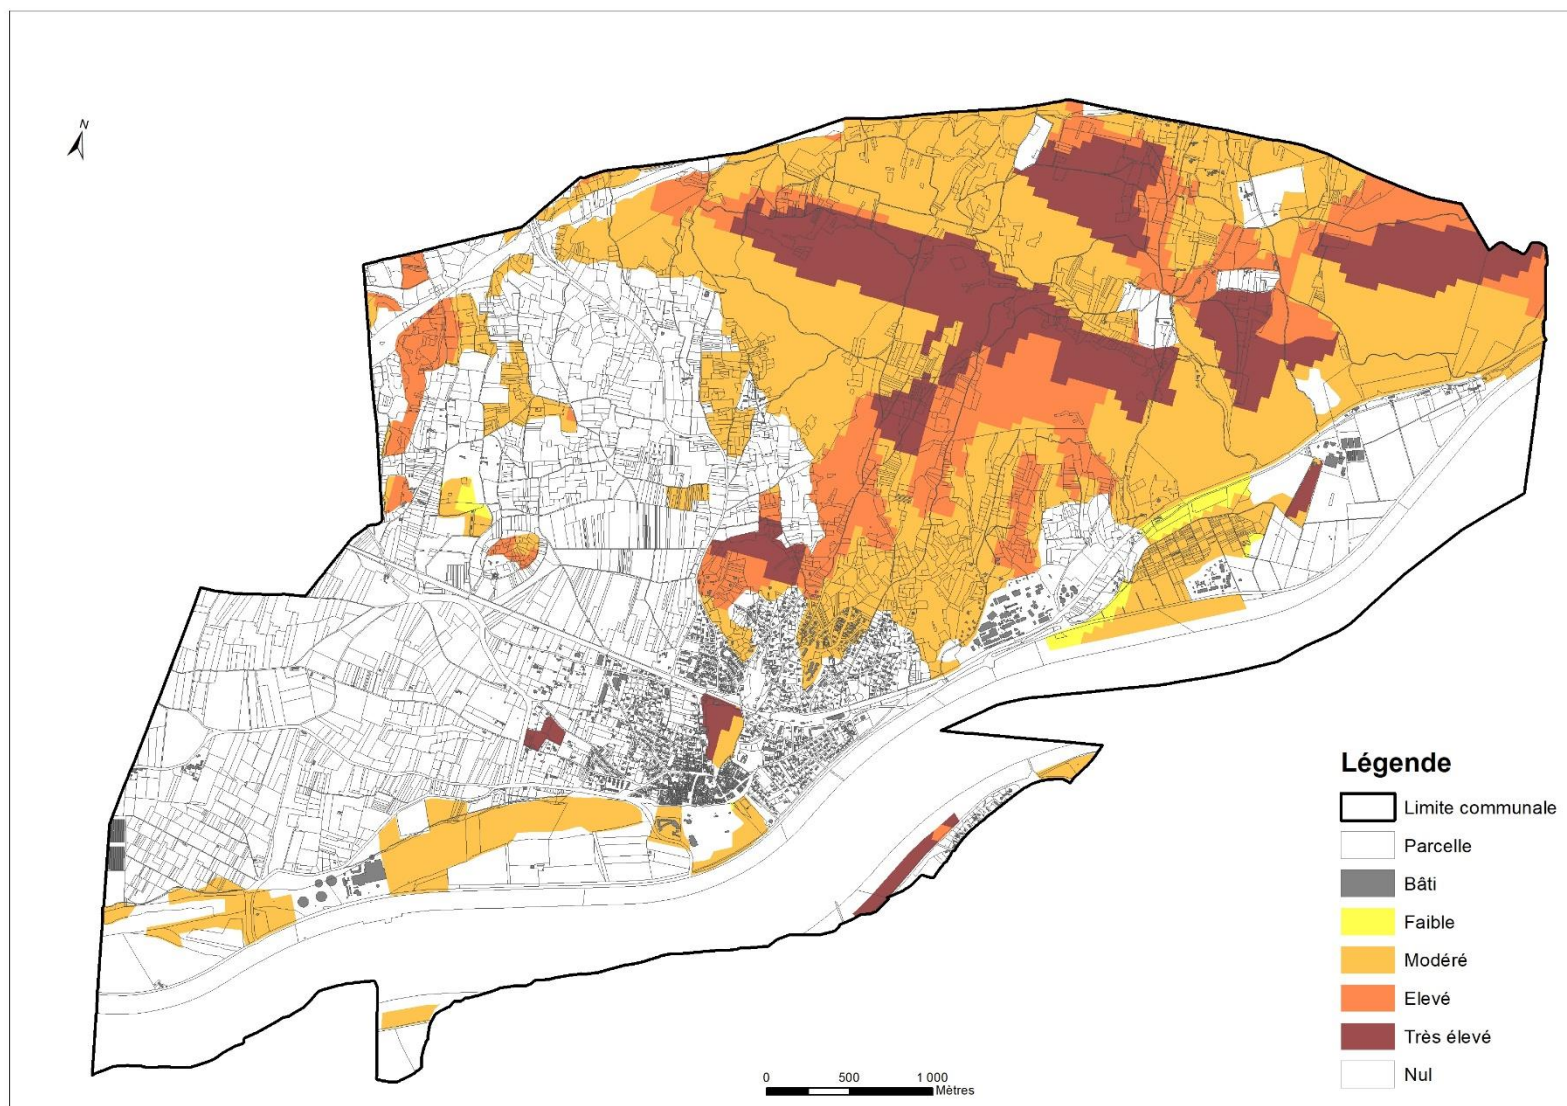 N
Légende
Limite communale
Parcelle
Bâti
Faible
Modéré
Elevé
Très élevé
Nul
0 500 1 000
Mètres